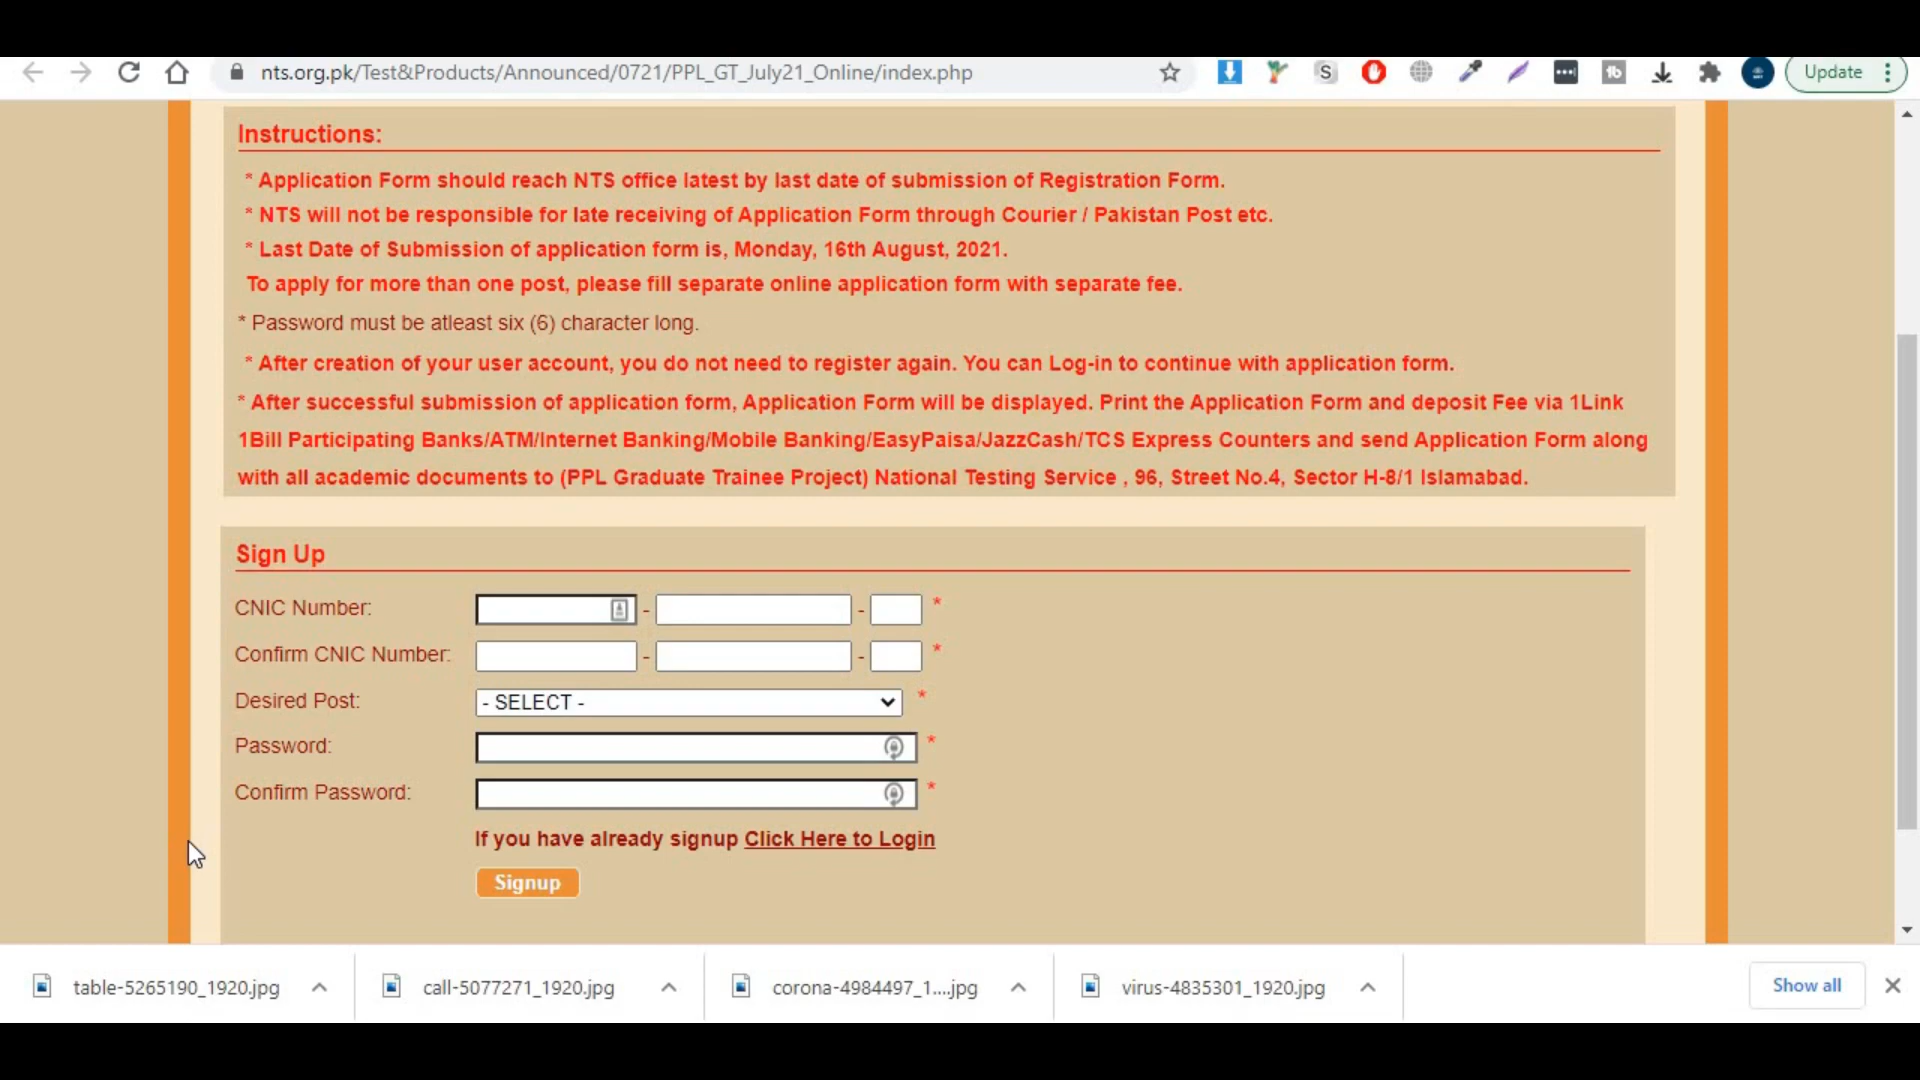 nts.org.pk/Test&Products/Announced/0721/PPL_GT_July21_Online/index.php
S
tb
Update
Instructions:
* Application Form should reach NTS office latest by last date of submission of Registration Form.
* NTS will not be responsible for late receiving of Application Form through Courier / Pakistan Post etc.
* Last Date of Submission of application form is, Monday, 16th August, 2021.
To apply for more than one post, please fill separate online application form with separate fee.
* Password must be atleast six (6) character long.
* After creation of your user account, you do not need to register again. You can Log-in to continue with application form.
* After successful submission of application form, Application Form will be displayed. Print the Application Form and deposit Fee via 1Link
1Bill Participating Banks/ATM/Internet Banking/Mobile Banking/EasyPaisa/JazzCash/TCS Express Counters and send Application Form along
with all academic documents to (PPL Graduate Trainee Project) National Testing Service , 96, Street No.4, Sector H-8/1 Islamabad.
Sign Up
CNIC Number: - - *
Confirm CNIC Number: - - *
Desired Post: - SELECT - *
Password: *
Confirm Password: *
If you have already signup Click Here to Login
Signup
table-5265190_1920.jpg
call-5077271_1920.jpg
corona-4984497_1....jpg
virus-4835301_1920.jpg
Show all